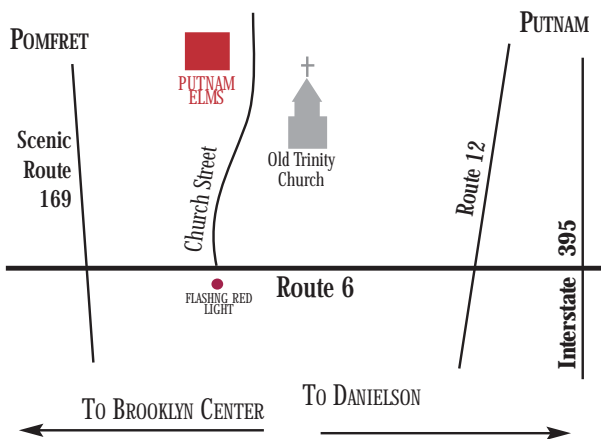 POMFRET
PUTNAM
PUTNAM
ELMS
Scenic
Route
169
Church Street
Old Trinity
Church
Route 12
Interstate 395
FLASHNG RED
LIGHT
Route 6
TO BROOKLYN CENTER
TO DANIELSON